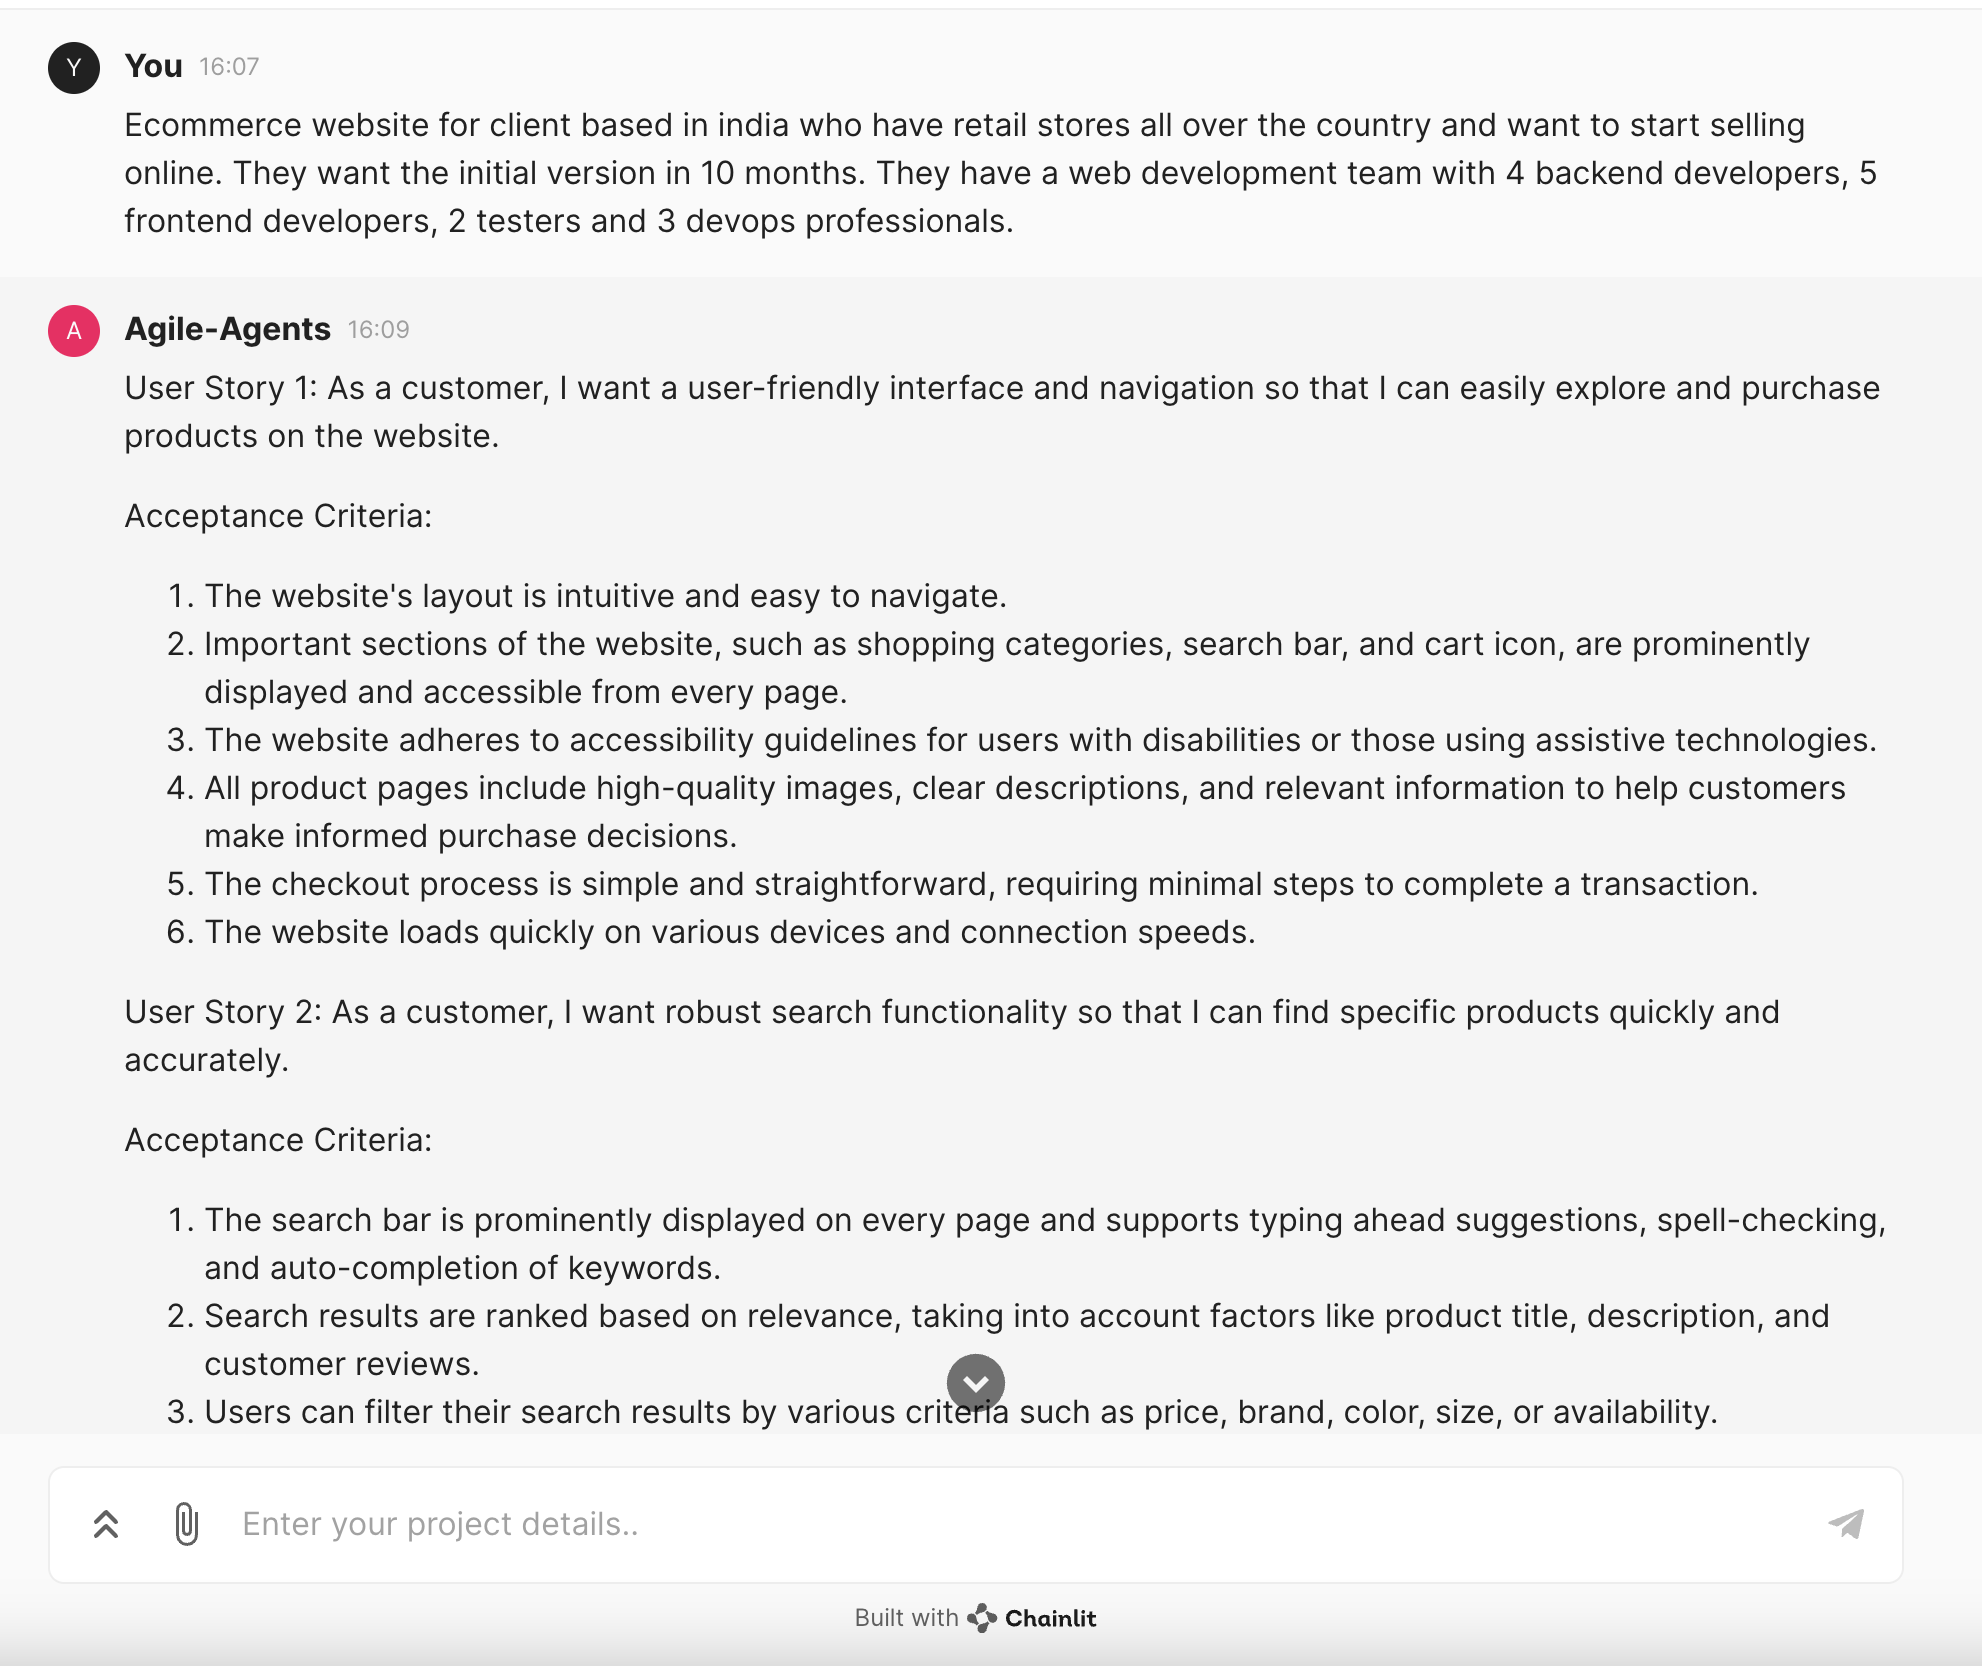 Y
You 16:07
Ecommerce website for client based in india who have retail stores all over the country and want to start selling
online. They want the initial version in 10 months. They have a web development team with 4 backend developers, 5
frontend developers, 2 testers and 3 devops professionals.
A
Agile-Agents 16:09
User Story 1: As a customer, I want a user-friendly interface and navigation so that I can easily explore and purchase
products on the website.
Acceptance Criteria:
1. The website's layout is intuitive and easy to navigate.
2. Important sections of the website, such as shopping categories, search bar, and cart icon, are prominently
displayed and accessible from every page.
3. The website adheres to accessibility guidelines for users with disabilities or those using assistive technologies.
4. All product pages include high-quality images, clear descriptions, and relevant information to help customers
make informed purchase decisions.
5. The checkout process is simple and straightforward, requiring minimal steps to complete a transaction.
6. The website loads quickly on various devices and connection speeds.
User Story 2: As a customer, I want robust search functionality so that I can find specific products quickly and
accurately.
Acceptance Criteria:
1. The search bar is prominently displayed on every page and supports typing ahead suggestions, spell-checking,
and auto-completion of keywords.
2. Search results are ranked based on relevance, taking into account factors like product title, description, and
customer reviews.
3. Users can filter their search results by various criteria such as price, brand, color, size, or availability.
Enter your project details..
Built with Chainlit